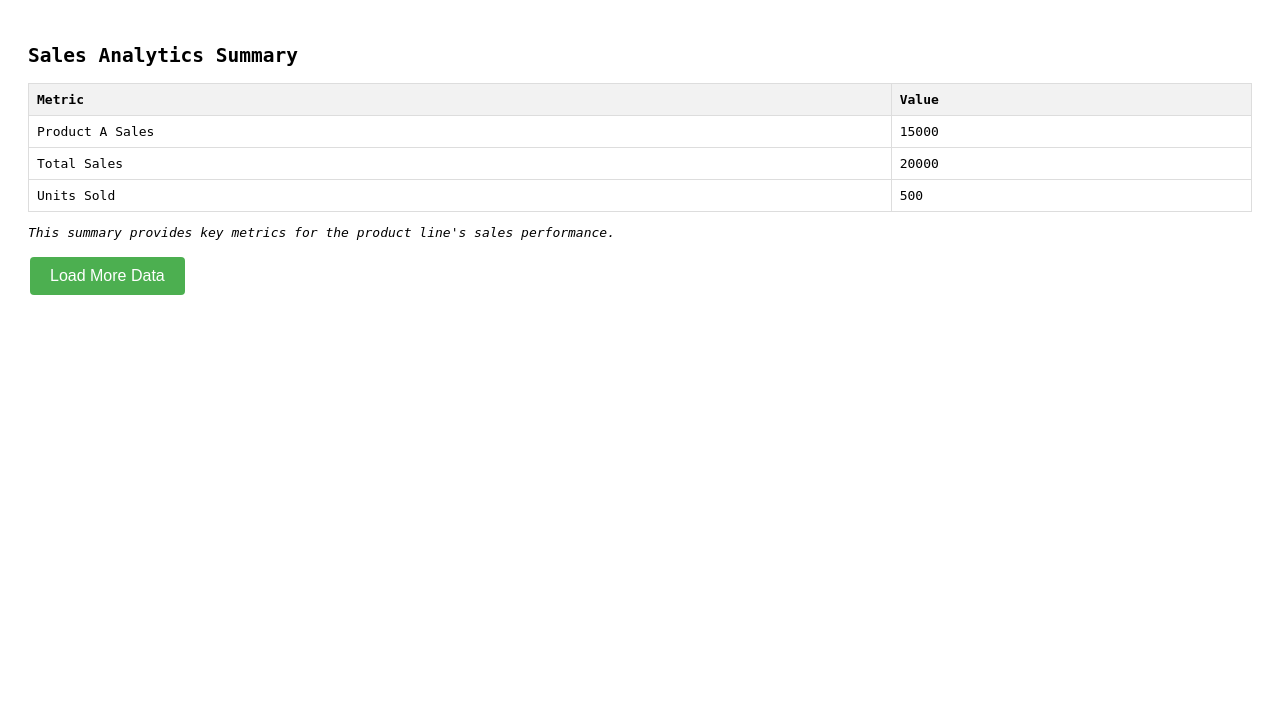 Sales Analytics Summary
Metric Value
Product A Sales 15000
Total Sales 20000
Units Sold 500
This summary provides key metrics for the product line's sales performance.
Load More Data